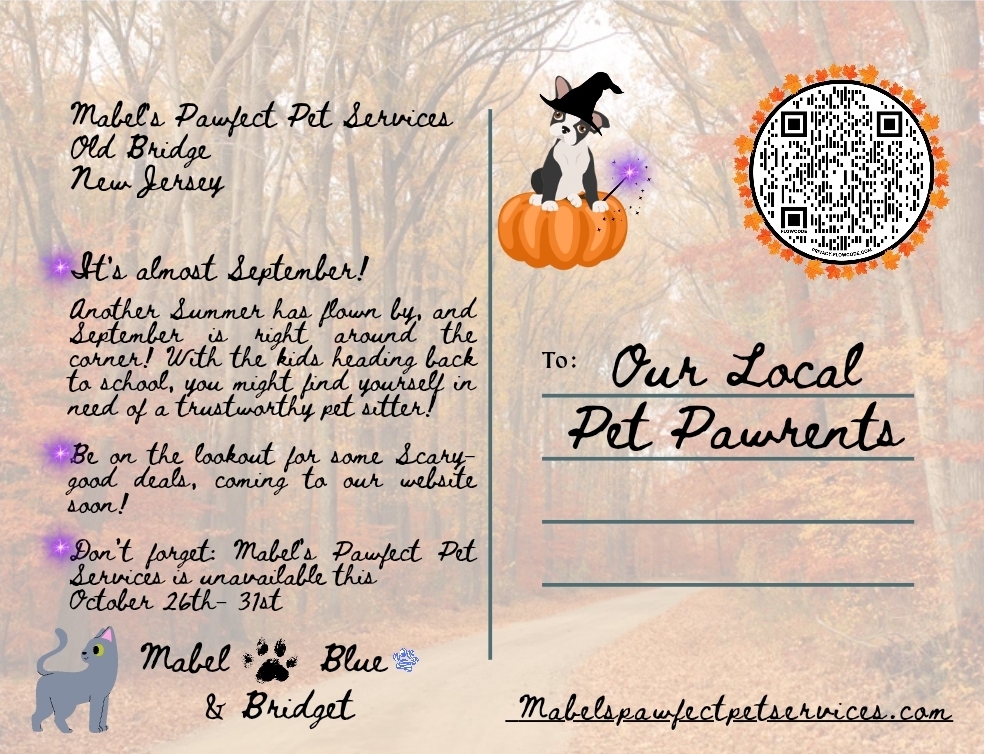 Mabel's Pawfect Pet Services
Old Bridge
New Jersey
It's almost September!
Another Summer has flown by, and
September is right around the
corner! With the kids heading back
to school, you might find yourself in
need of a trustworthy pet sitter!
Be on the lookout for some Scary-
good deals, coming to our website
soon!
Don't forget: Mabel's Pawfect Pet
Services is unavailable this
October 26th- 31st
Mabel Blue
& Bridget
FLOWCODE
PRIVACY.FLOWCODE.COM
To: Our Local
Pet Pawrents
Mabelspawfectpetservices.com